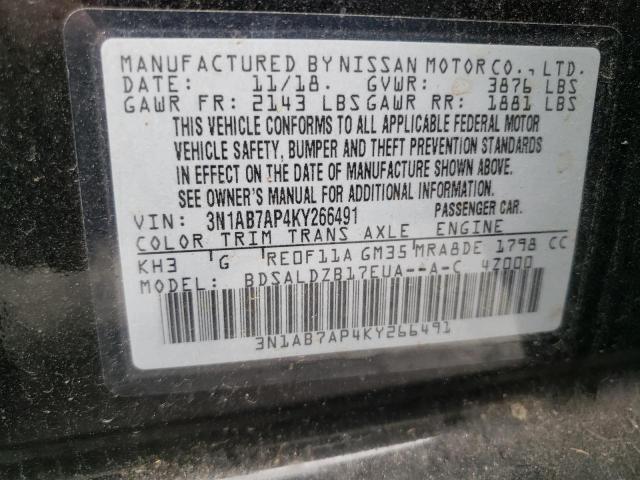 MANUFACTURED BY NISSAN MOTOR CO., LTD.
DATE: 11/18. GVWR: 3876 LBS
GAWR FR: 2143 LBS GAWR RR: 1881 LBS
THIS VEHICLE CONFORMS TO ALL APPLICABLE FEDERAL MOTOR
VEHICLE SAFETY, BUMPER AND THEFT PREVENTION STANDARDS
IN EFFECT ON THE DATE OF MANUFACTURE SHOWN ABOVE.
SEE OWNER'S MANUAL FOR ADDITIONAL INFORMATION.
VIN: 3N1AB7AP4KY266491 PASSENGER CAR.
COLOR TRIM TRANS AXLE ENGINE
KH3 G RE0F11A GM35 MRA8DE 1798 CC
MODEL: BDSALDZB17EUA--A-C 4Z000
3N1AB7AP4KY266491